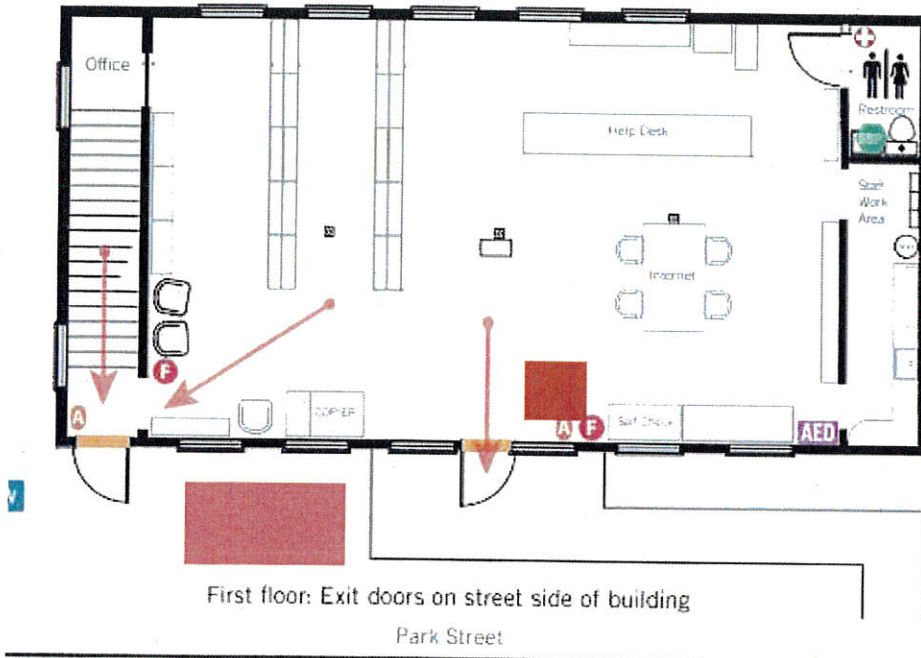 Office
Restroom
Help Desk
Staff
Work
Area
Internet
F
A
COPIER
A
F
Self Check
AED
First floor: Exit doors on street side of building
Park Street